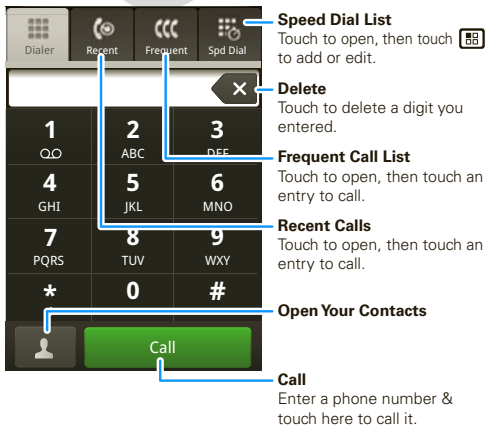 Dialer Recent Frequent Spd Dial
1 2 3
ABC DEF
4 5 6
GHI JKL MNO
7 8 9
PQRS TUV WXY
* 0 #
Call
Speed Dial List
Touch to open, then touch
to add or edit.
Delete
Touch to delete a digit you
entered.
Frequent Call List
Touch to open, then touch an
entry to call.
Recent Calls
Touch to open, then touch an
entry to call.
Open Your Contacts
Call
Enter a phone number &
touch here to call it.